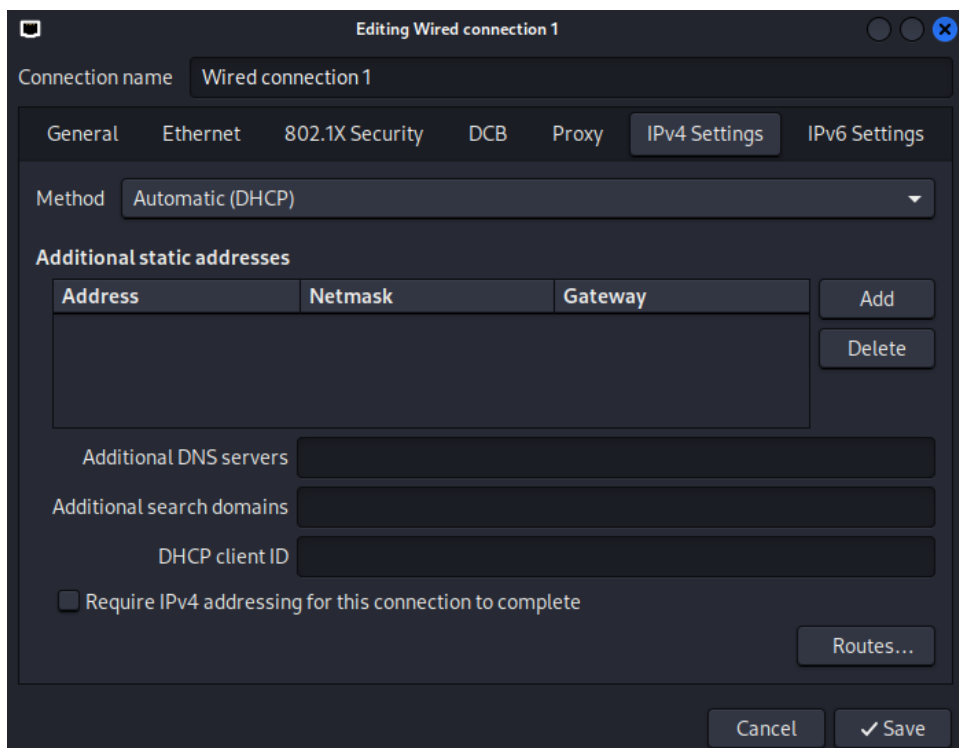 Editing Wired connection 1
Connection name Wired connection 1
General Ethernet 802.1X Security DCB Proxy IPv4 Settings IPv6 Settings
Method Automatic (DHCP)
Additional static addresses
Address Netmask Gateway Add
Delete
Additional DNS servers
Additional search domains
DHCP client ID
Require IPv4 addressing for this connection to complete
Routes...
Cancel Save